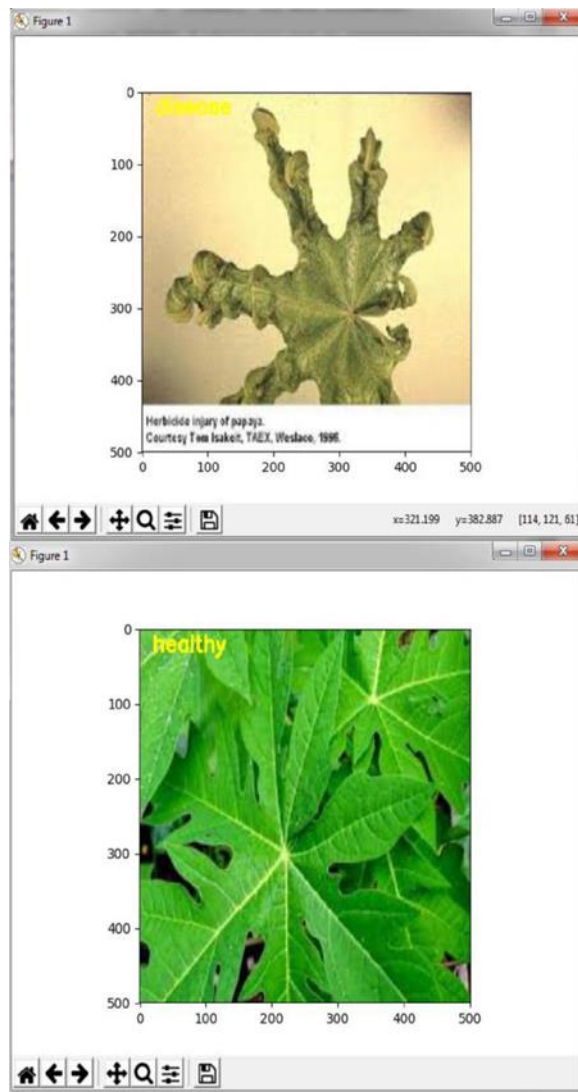 Figure 1
0
disease
100
200
300
400
Herbicide injury of papaya.
Courtesy Tom Isakeit, TAEX, Weslaco, 1996.
500
0 100 200 300 400 500
x=321.199 y=382.887 [114, 121, 61]
Figure 1
0
healthy
100
200
300
400
500
0 100 200 300 400 500